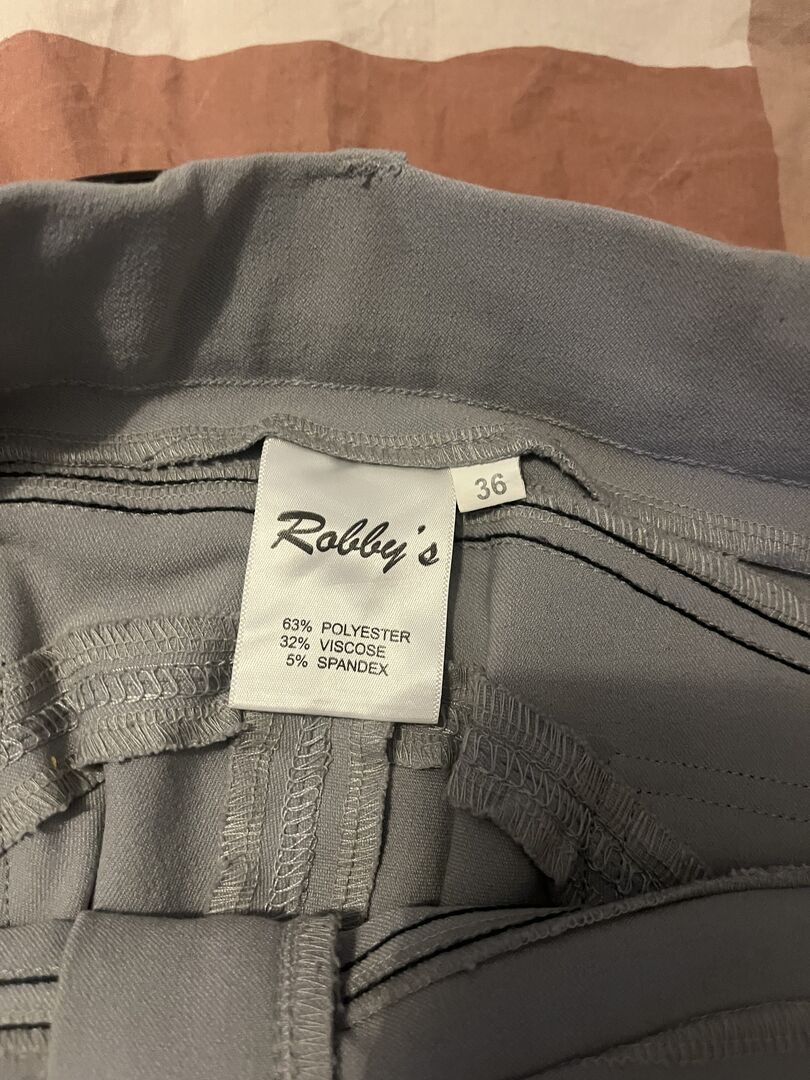 Robby's
36
63% POLYESTER
32% VISCOSE
5% SPANDEX